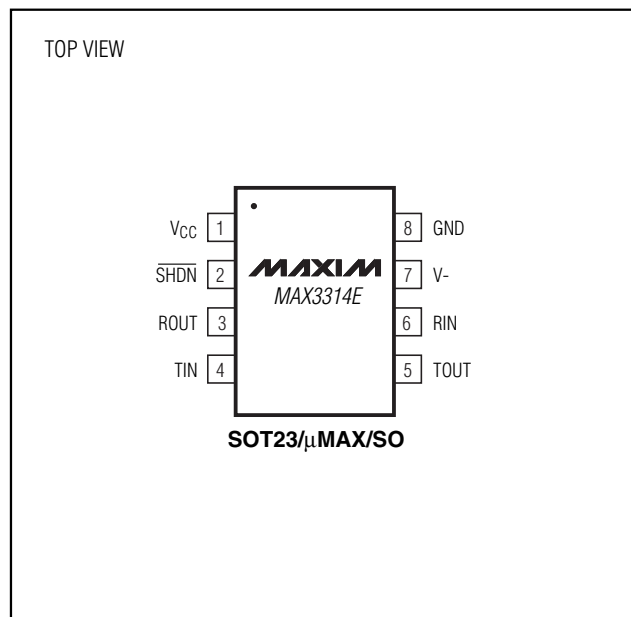 TOP VIEW
VCC 1 8 GND
SHDN 2 MAXIM 7 V-
MAX3314E
ROUT 3 6 RIN
TIN 4 5 TOUT
SOT23/μMAX/SO